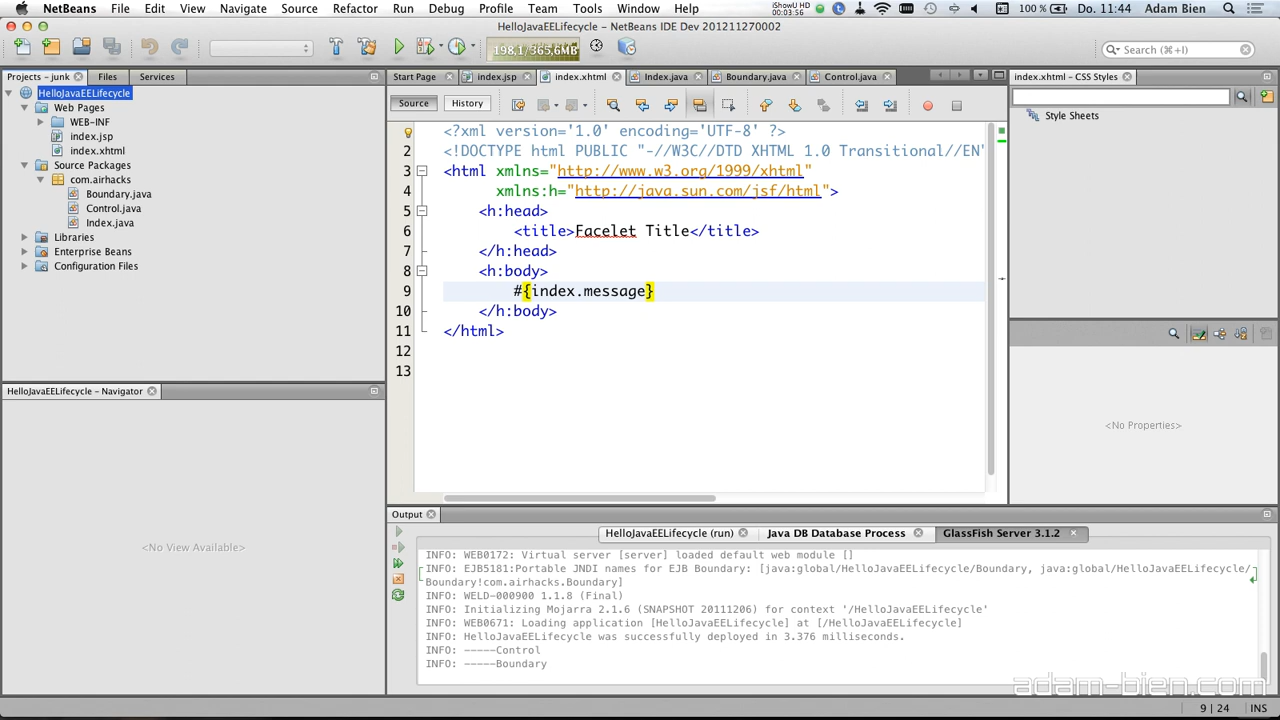 NetBeans File Edit View Navigate Source Refactor Run Debug Profile Team Tools Window iShowU HD 00:03:56 100 % Do. 11:44 Adam Bien
HelloJavaEELifecycle - NetBeans IDE Dev 201211270002
198,1/365,6MB Search (⌘+I)
Projects - junk Files Services
HelloJavaEELifecycle
Web Pages
WEB-INF
index.jsp
index.xhtml
Source Packages
com.airhacks
Boundary.java
Control.java
Index.java
Libraries
Enterprise Beans
Configuration Files
HelloJavaEELifecycle - Navigator
<No View Available>
Start Page index.jsp index.xhtml Index.java Boundary.java Control.java
Source History
1 <?xml version='1.0' encoding='UTF-8' ?>
2 <!DOCTYPE html PUBLIC "-//W3C//DTD XHTML 1.0 Transitional//EN"
3 <html xmlns="http://www.w3.org/1999/xhtml"
4 xmlns:h="http://java.sun.com/jsf/html">
5 <h:head>
6 <title>Facelet Title</title>
7 </h:head>
8 <h:body>
9 #{index.message}
10 </h:body>
11 </html>
12
13
index.xhtml - CSS Styles
Style Sheets
<No Properties>
Output
HelloJavaEELifecycle (run) Java DB Database Process GlassFish Server 3.1.2
INFO: WEB0172: Virtual server [server] loaded default web module []
INFO: EJB5181:Portable JNDI names for EJB Boundary: [java:global/HelloJavaEELifecycle/Boundary, java:global/HelloJavaEELifecycle/
Boundary!com.airhacks.Boundary]
INFO: WELD-000900 1.1.8 (Final)
INFO: Initializing Mojarra 2.1.6 (SNAPSHOT 20111206) for context '/HelloJavaEELifecycle'
INFO: WEB0671: Loading application [HelloJavaEELifecycle] at [/HelloJavaEELifecycle]
INFO: HelloJavaEELifecycle was successfully deployed in 3.376 milliseconds.
INFO: -----Control
INFO: -----Boundary
adam-bien.com
9 | 24 INS